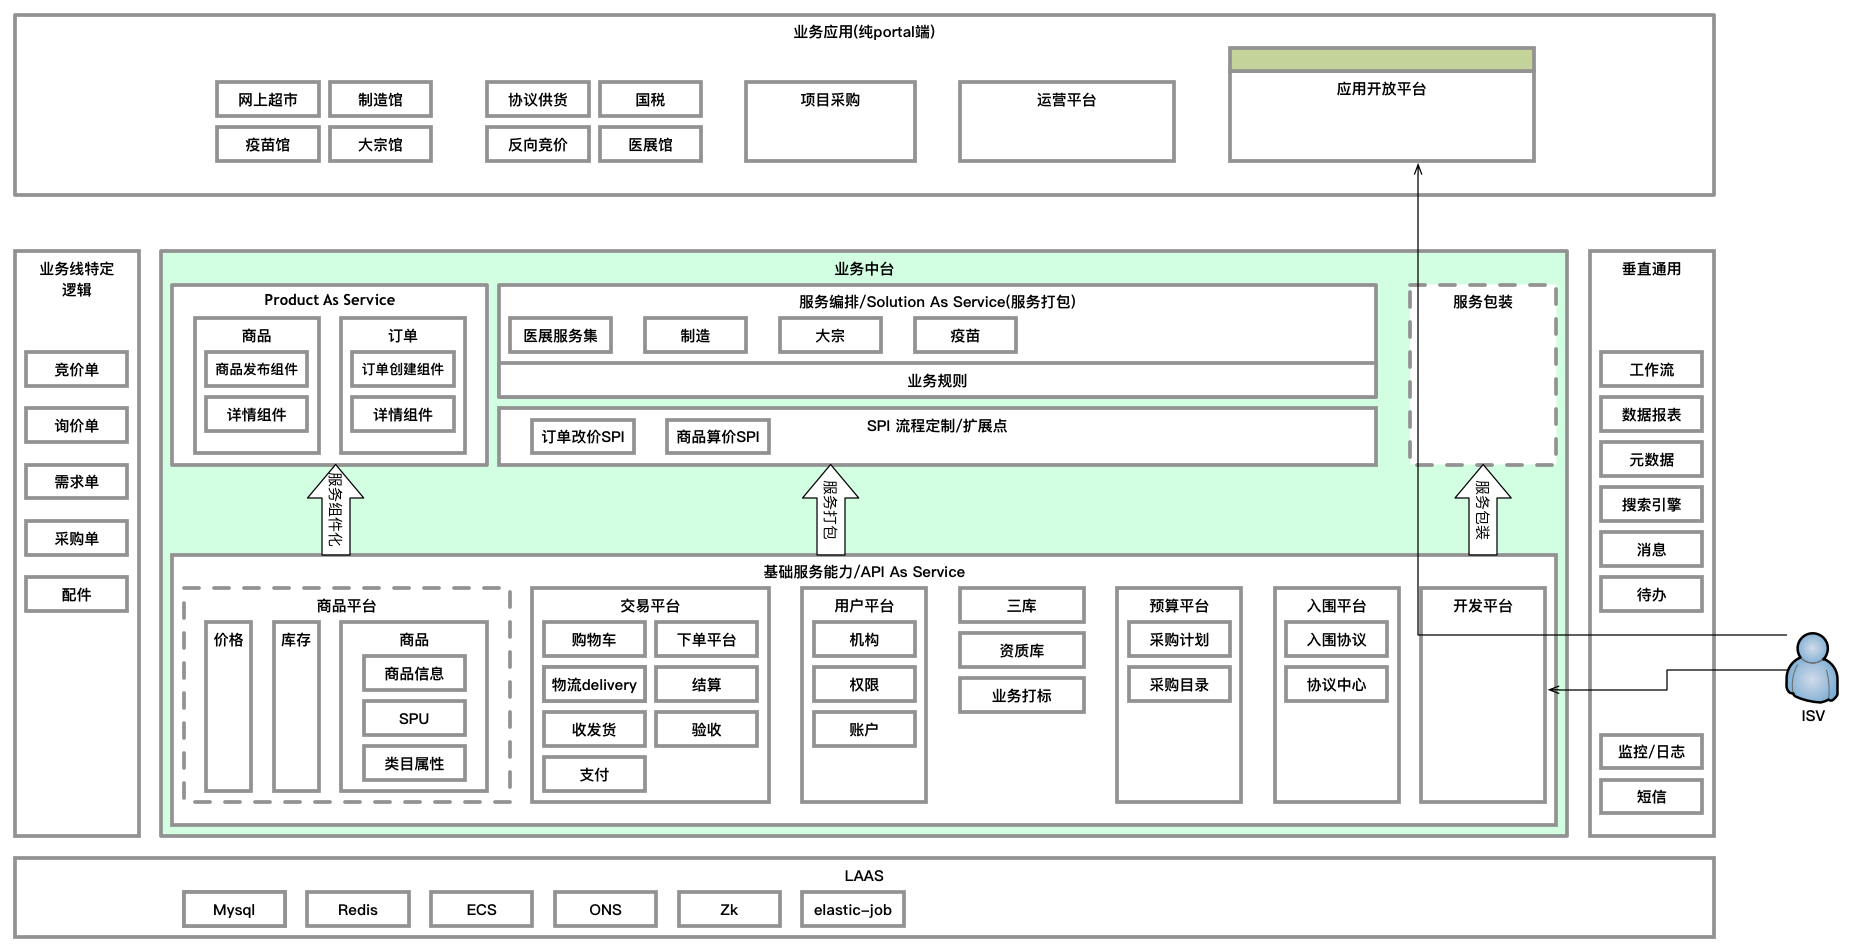 业务应用(纯portal端)
网上超市
制造馆
疫苗馆
大宗馆
协议供货
国税
反向竞价
医展馆
项目采购
运营平台
应用开放平台
业务线特定
逻辑
竞价单
询价单
需求单
采购单
配件
业务中台
Product As Service
商品
商品发布组件
详情组件
订单
订单创建组件
详情组件
服务编排/Solution As Service(服务打包)
医展服务集
制造
大宗
疫苗
业务规则
SPI 流程定制/扩展点
订单改价SPI
商品算价SPI
服务包装
服务组件化
服务打包
服务包装
基础服务能力/API As Service
商品平台
价格
库存
商品
商品信息
SPU
类目属性
交易平台
购物车
下单平台
物流delivery
结算
收发货
验收
支付
用户平台
机构
权限
账户
三库
资质库
业务打标
预算平台
采购计划
采购目录
入围平台
入围协议
协议中心
开发平台
垂直通用
工作流
数据报表
元数据
搜索引擎
消息
待办
监控/日志
短信
ISV
LAAS
Mysql
Redis
ECS
ONS
Zk
elastic-job